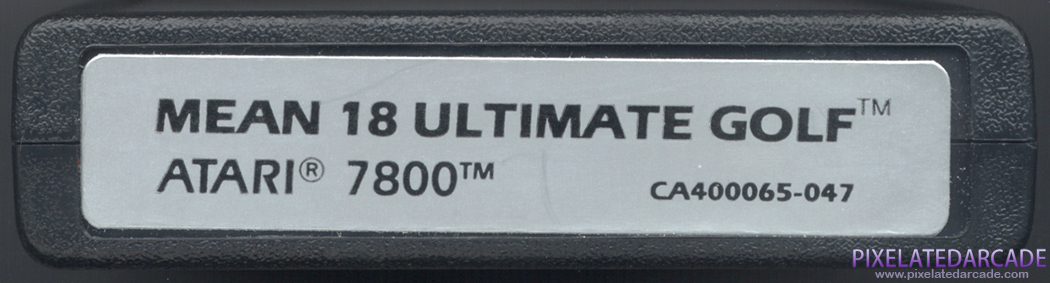 MEAN 18 ULTIMATE GOLF™
ATARI® 7800™
CA400065-047
PIXELATEDARCADE
www.pixelatedarcade.com